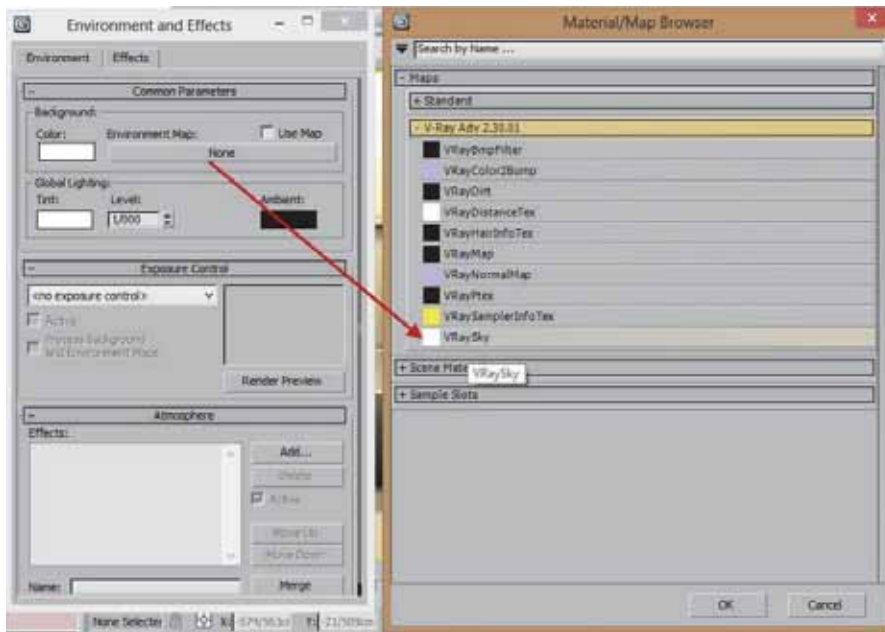 Environment and Effects
Environment
Effects
Common Parameters
Background:
Color:
Environment Map:
Use Map
None
Global Lighting:
Tint:
Level:
Ambient:
Exposure Control
<no exposure control>
Active
Process Background
and Environment Maps
Render Preview
Atmosphere
Effects:
Add...
Delete
Active
Move Up
Move Down
Name:
Merge
None Selecter
X:
Y:
Material/Map Browser
Search by Name ...
- Maps
+ Standard
- V-Ray Adv 2.30.01
VRayBmpFilter
VRayColor2Bump
VRayDirt
VRayDistanceTex
VRayHairInfoTex
VRayMap
VRayNormalMap
VRayPtex
VRaySamplerInfoTex
VRaySky
+ Scene Mate
VRaySky
+ Sample Slots
OK
Cancel